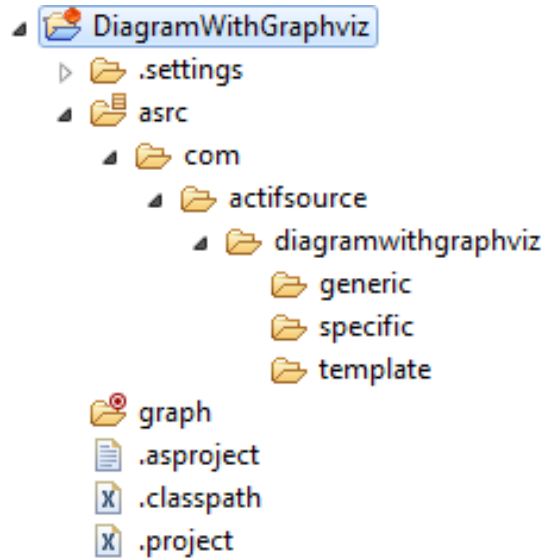 DiagramWithGraphviz
.settings
asrc
com
actifsource
diagramwithgraphviz
generic
specific
template
graph
.asproject
.classpath
.project